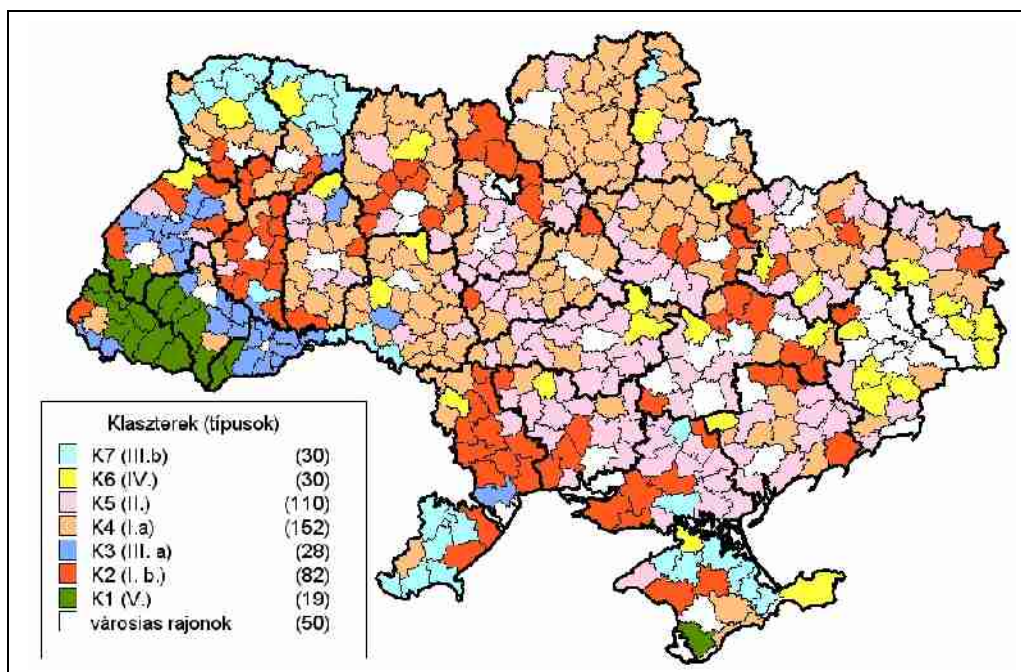 Klaszterek (típusok)
K7 (III.b) (30)
K6 (IV.) (30)
K5 (II.) (110)
K4 (I.a) (152)
K3 (III. a) (28)
K2 (I. b.) (82)
K1 (V.) (19)
városias rajonok (50)